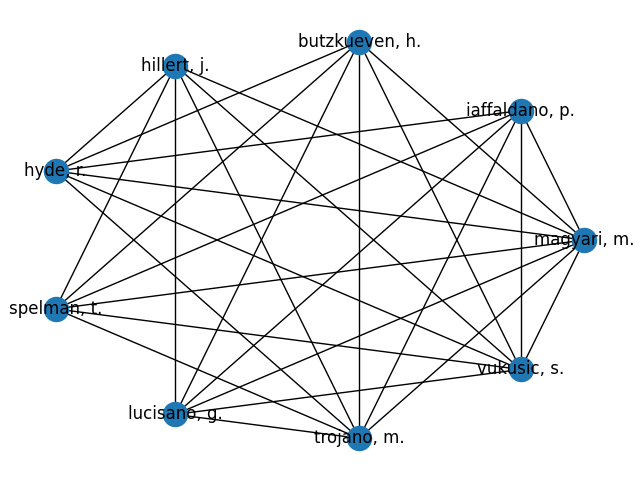 butzkueven, h.
hillert, j.
iaffaldano, p.
hyde, r.
magyari, m.
spelman, t.
vukusic, s.
lucisano, g.
trojano, m.